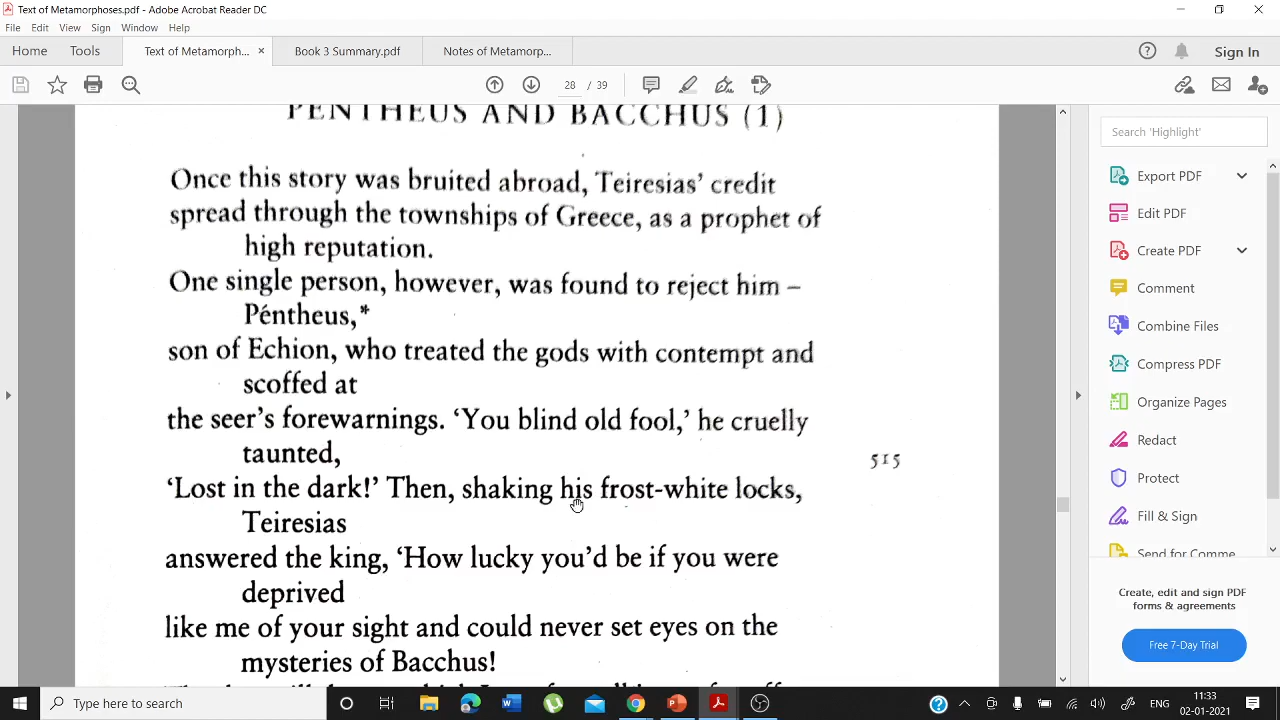 Text of Metamorphoses.pdf - Adobe Acrobat Reader DC
File Edit View Sign Window Help
Home Tools Text of Metamorph... × Book 3 Summary.pdf Notes of Metamorp... Sign In
28 / 39
PENTHEUS AND BACCHUS (1)
Once this story was bruited abroad, Teiresias' credit
spread through the townships of Greece, as a prophet of
high reputation.
One single person, however, was found to reject him –
Péntheus,*
son of Echion, who treated the gods with contempt and
scoffed at
the seer's forewarnings. 'You blind old fool,' he cruelly
taunted,
515
'Lost in the dark!' Then, shaking his frost-white locks,
Teiresias
answered the king, 'How lucky you'd be if you were
deprived
like me of your sight and could never set eyes on the
mysteries of Bacchus!
Search 'Highlight'
Export PDF
Edit PDF
Create PDF
Comment
Combine Files
Compress PDF
Organize Pages
Redact
Protect
Fill & Sign
Send for Comme
Create, edit and sign PDF
forms & agreements
Free 7-Day Trial
Type here to search
ENG
11:33
02-01-2021